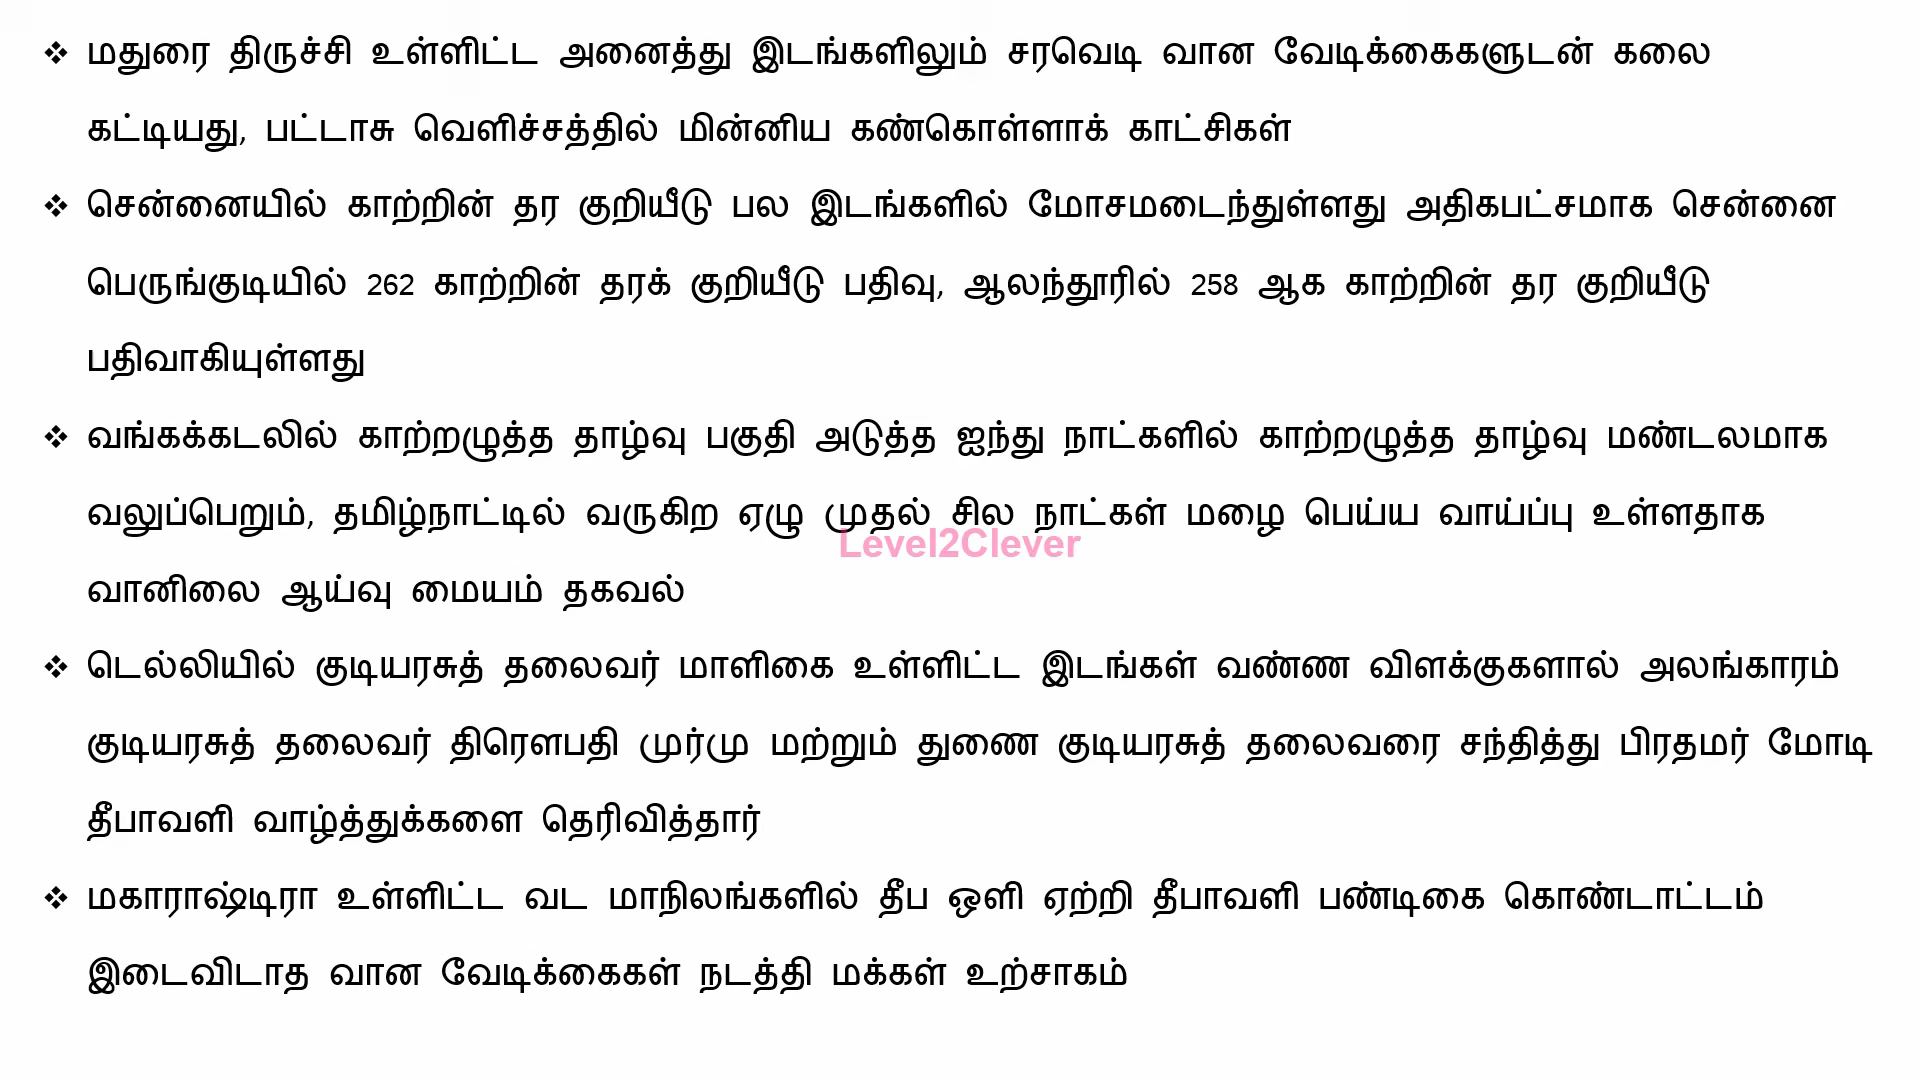 ❖ மதுரை திருச்சி உள்ளிட்ட அனைத்து இடங்களிலும் சரவெடி வான வேடிக்கைகளுடன் கலை
கட்டியது, பட்டாசு வெளிச்சத்தில் மின்னிய கண்கொள்ளாக் காட்சிகள்
❖ சென்னையில் காற்றின் தர குறியீடு பல இடங்களில் மோசமடைந்துள்ளது அதிகபட்சமாக சென்னை
பெருங்குடியில் 262 காற்றின் தரக் குறியீடு பதிவு, ஆலந்தூரில் 258 ஆக காற்றின் தர குறியீடு
பதிவாகியுள்ளது
❖ வங்கக்கடலில் காற்றழுத்த தாழ்வு பகுதி அடுத்த ஐந்து நாட்களில் காற்றழுத்த தாழ்வு மண்டலமாக
வலுப்பெறும், தமிழ்நாட்டில் வருகிற ஏழு முதல் சில நாட்கள் மழை பெய்ய வாய்ப்பு உள்ளதாக
Level2Clever
வானிலை ஆய்வு மையம் தகவல்
❖ டெல்லியில் குடியரசுத் தலைவர் மாளிகை உள்ளிட்ட இடங்கள் வண்ண விளக்குகளால் அலங்காரம்
குடியரசுத் தலைவர் திரௌபதி முர்மு மற்றும் துணை குடியரசுத் தலைவரை சந்தித்து பிரதமர் மோடி
தீபாவளி வாழ்த்துக்களை தெரிவித்தார்
❖ மகாராஷ்டிரா உள்ளிட்ட வட மாநிலங்களில் தீப ஒளி ஏற்றி தீபாவளி பண்டிகை கொண்டாட்டம்
இடைவிடாத வான வேடிக்கைகள் நடத்தி மக்கள் உற்சாகம்